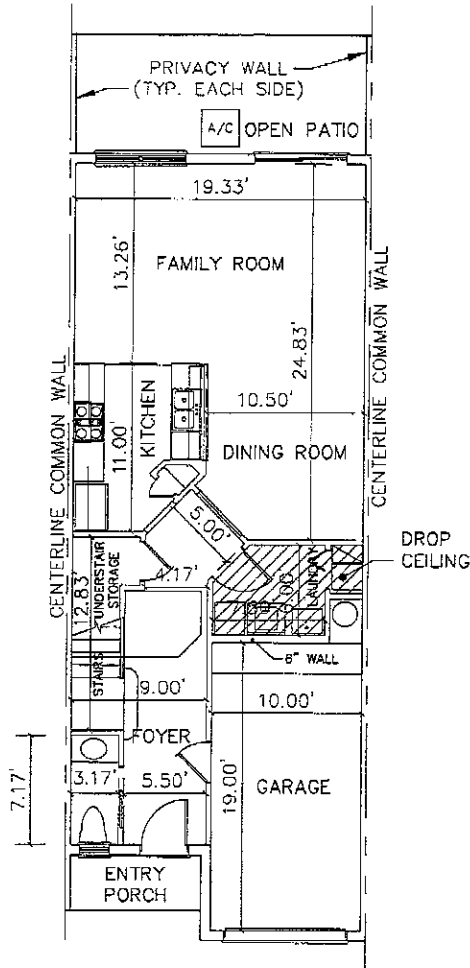 PRIVACY WALL
(TYP. EACH SIDE)
A/C
OPEN PATIO
19.33'
13.26'
FAMILY ROOM
24.83'
CENTERLINE COMMON WALL
CENTERLINE COMMON WALL
KITCHEN
11.00'
10.50'
DINING ROOM
5.00'
DROP
CEILING
LAUNDRY
4.17'
UNDERSTAIR
STORAGE
12.83'
STAIRS
6" WALL
9.00'
10.00'
FOYER
7.17'
3.17'
5.50'
19.00'
GARAGE
ENTRY
PORCH